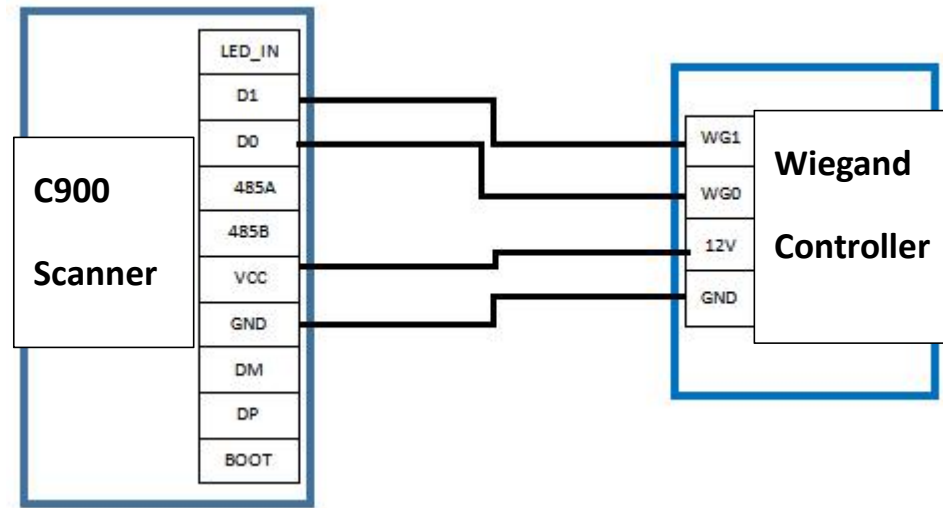 LED_IN
D1
D0
485A
485B
VCC
GND
DM
DP
BOOT
C900
Scanner
WG1
WG0
12V
GND
Wiegand
Controller